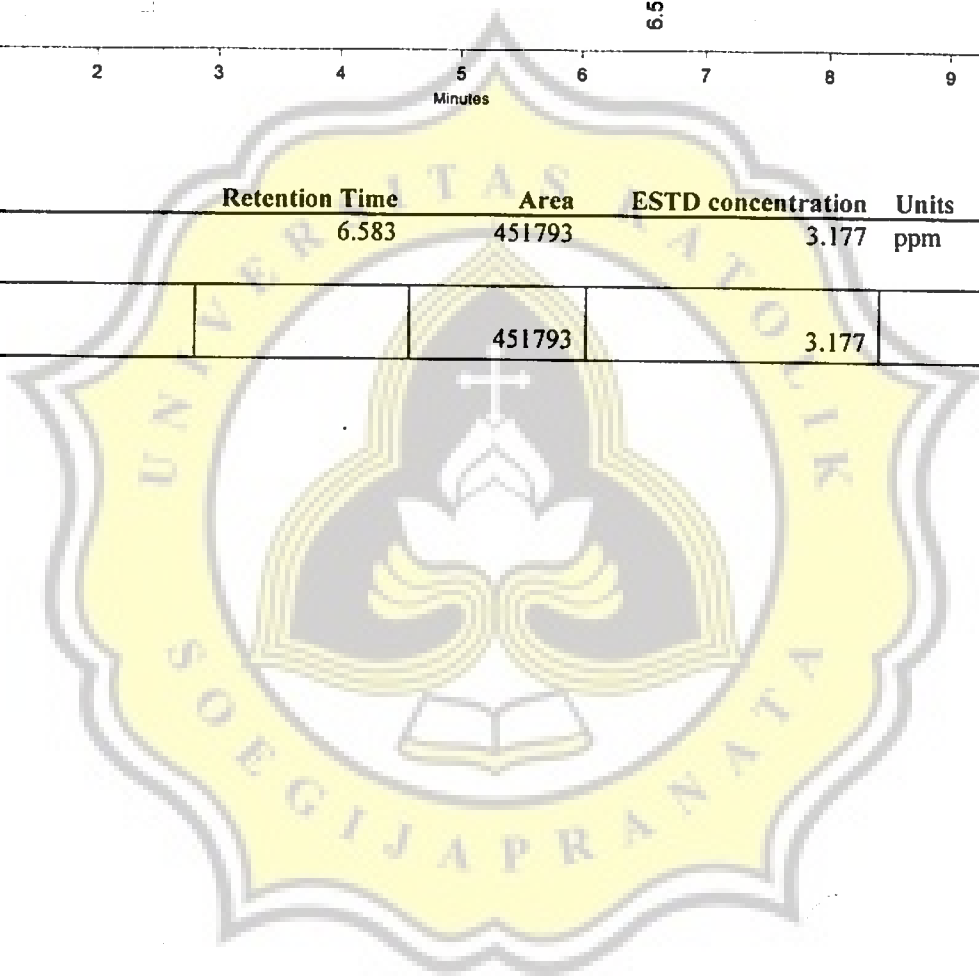 6.5
2 3 4 5 6 7 8 9
Minutes
Retention Time Area ESTD concentration Units
6.583 451793 3.177 ppm
451793 3.177
UNIVERSITAS KATOLIK
SOEGIJAPRANATA